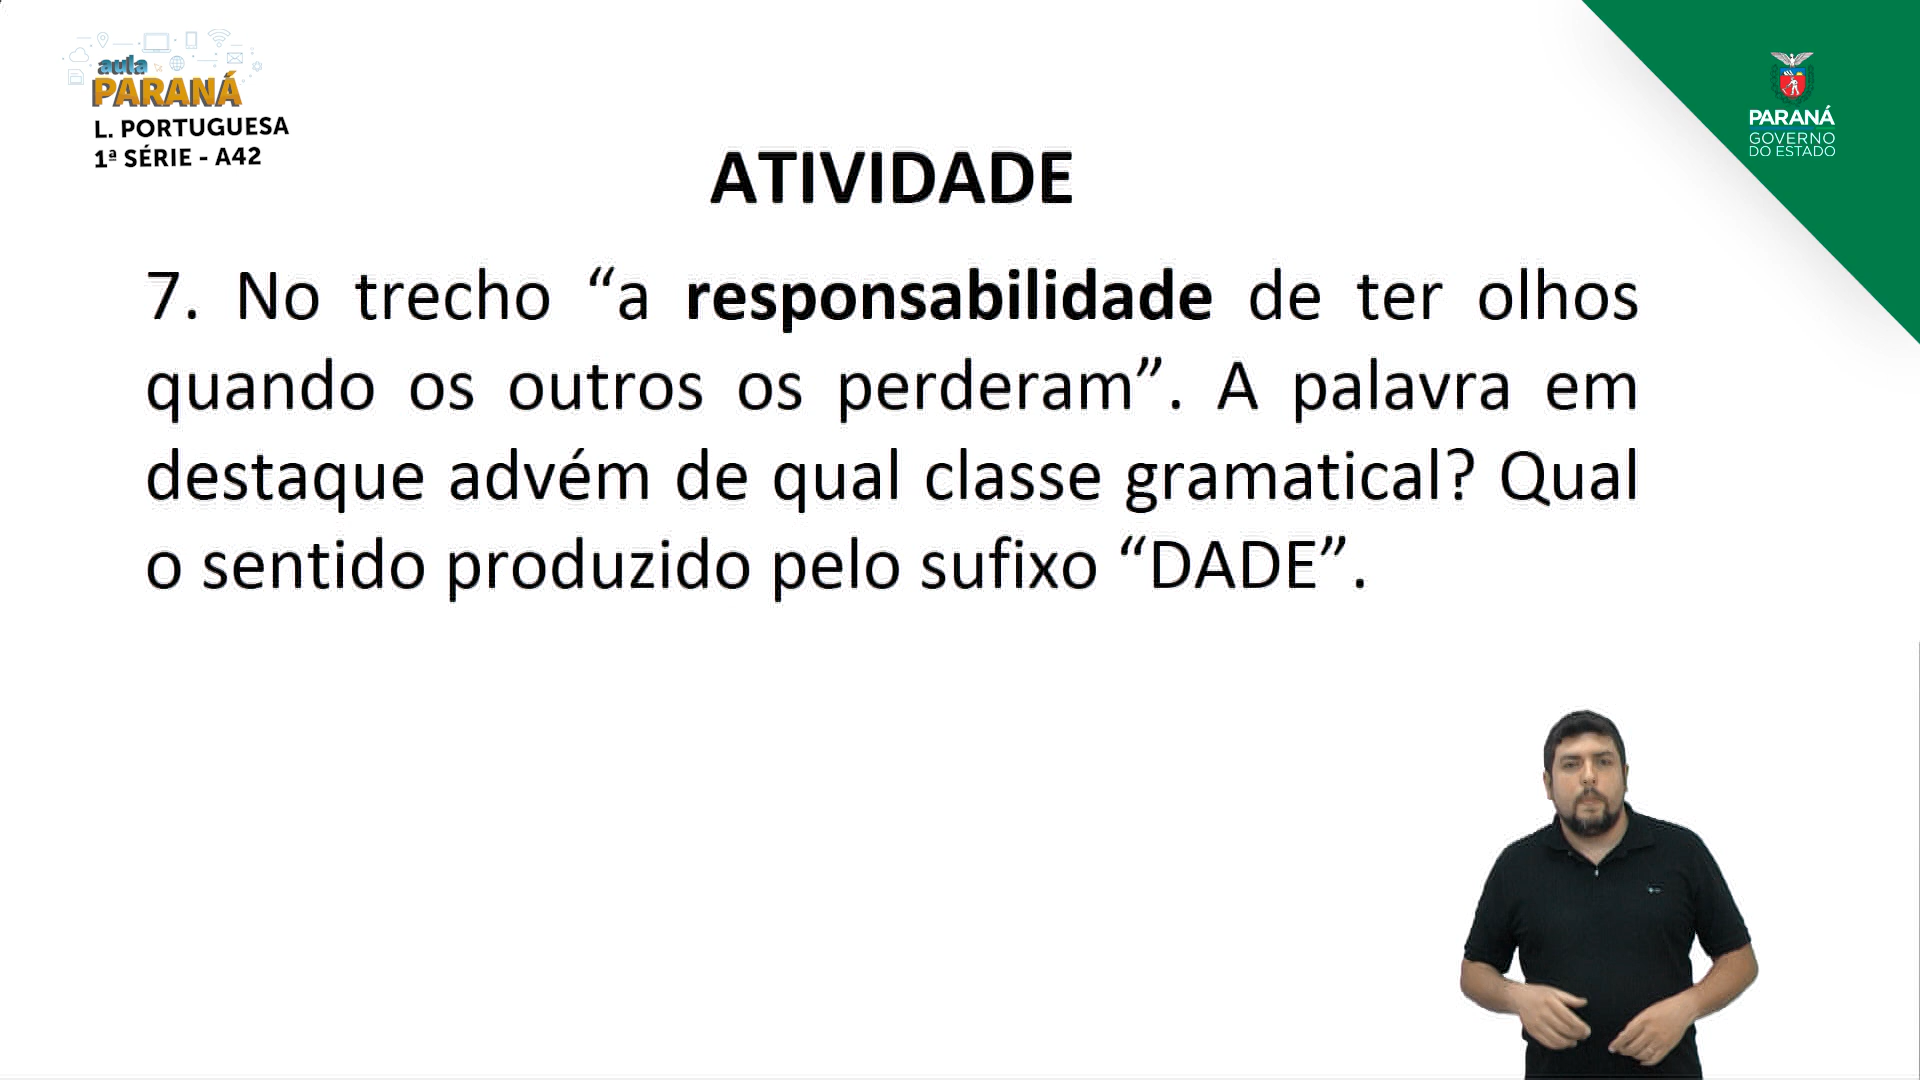 aula
PARANÁ
L. PORTUGUESA
1ª SÉRIE - A42
PARANÁ
GOVERNO
DO ESTADO
ATIVIDADE
7. No trecho “a responsabilidade de ter olhos
quando os outros os perderam”. A palavra em
destaque advém de qual classe gramatical? Qual
o sentido produzido pelo sufixo “DADE”.